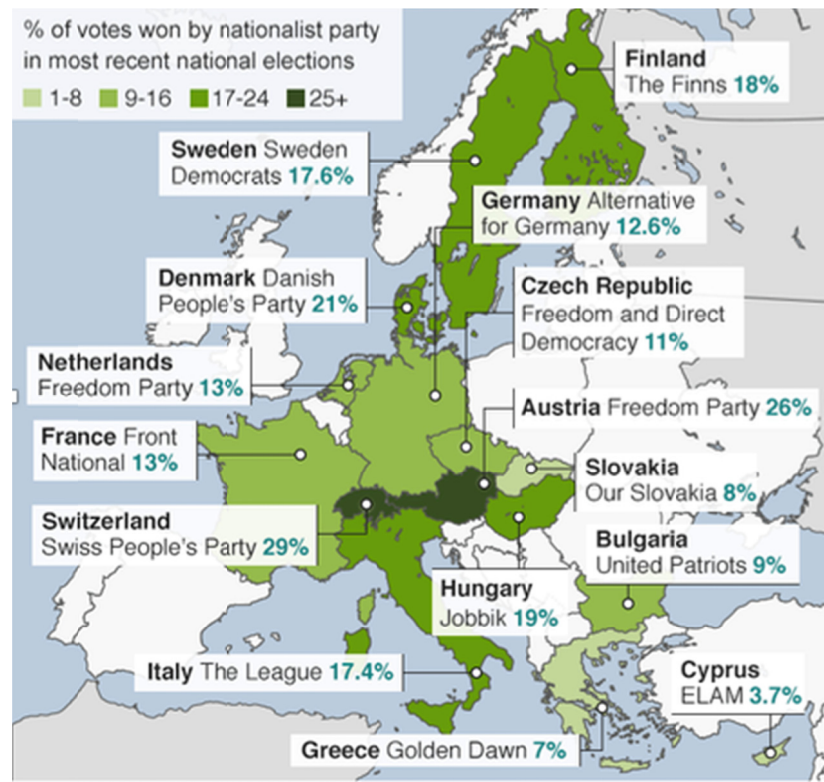 % of votes won by nationalist party
in most recent national elections
1-8 9-16 17-24 25+
Finland
The Finns 18%
Sweden Sweden
Democrats 17.6%
Germany Alternative
for Germany 12.6%
Denmark Danish
People's Party 21%
Czech Republic
Freedom and Direct
Democracy 11%
Netherlands
Freedom Party 13%
Austria Freedom Party 26%
France Front
National 13%
Slovakia
Our Slovakia 8%
Switzerland
Swiss People's Party 29%
Bulgaria
United Patriots 9%
Hungary
Jobbik 19%
Italy The League 17.4%
Cyprus
ELAM 3.7%
Greece Golden Dawn 7%